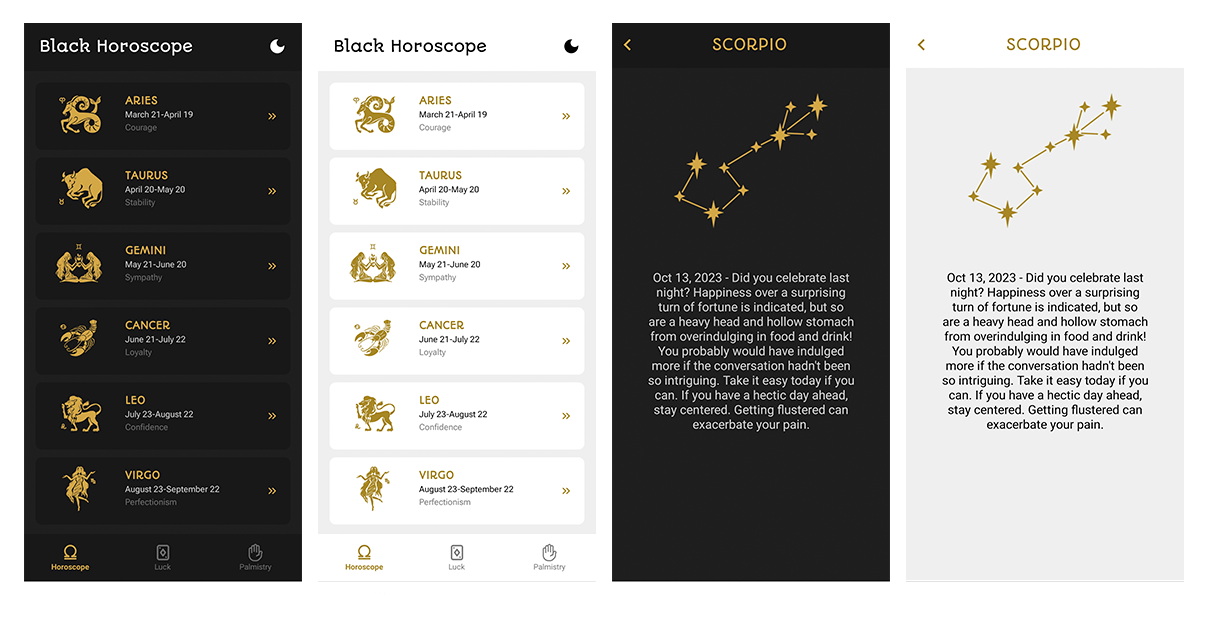 Black Horoscope
ARIES
March 21-April 19
Courage
TAURUS
April 20-May 20
Stability
GEMINI
May 21-June 20
Sympathy
CANCER
June 21-July 22
Loyalty
LEO
July 23-August 22
Confidence
VIRGO
August 23-September 22
Perfectionism
Horoscope
Luck
Palmistry
Black Horoscope
ARIES
March 21-April 19
Courage
TAURUS
April 20-May 20
Stability
GEMINI
May 21-June 20
Sympathy
CANCER
June 21-July 22
Loyalty
LEO
July 23-August 22
Confidence
VIRGO
August 23-September 22
Perfectionism
Horoscope
Luck
Palmistry
SCORPIO
Oct 13, 2023 - Did you celebrate last
night? Happiness over a surprising
turn of fortune is indicated, but so
are a heavy head and hollow stomach
from overindulging in food and drink!
You probably would have indulged
more if the conversation hadn't been
so intriguing. Take it easy today if you
can. If you have a hectic day ahead,
stay centered. Getting flustered can
exacerbate your pain.
SCORPIO
Oct 13, 2023 - Did you celebrate last
night? Happiness over a surprising
turn of fortune is indicated, but so
are a heavy head and hollow stomach
from overindulging in food and drink!
You probably would have indulged
more if the conversation hadn't been
so intriguing. Take it easy today if you
can. If you have a hectic day ahead,
stay centered. Getting flustered can
exacerbate your pain.